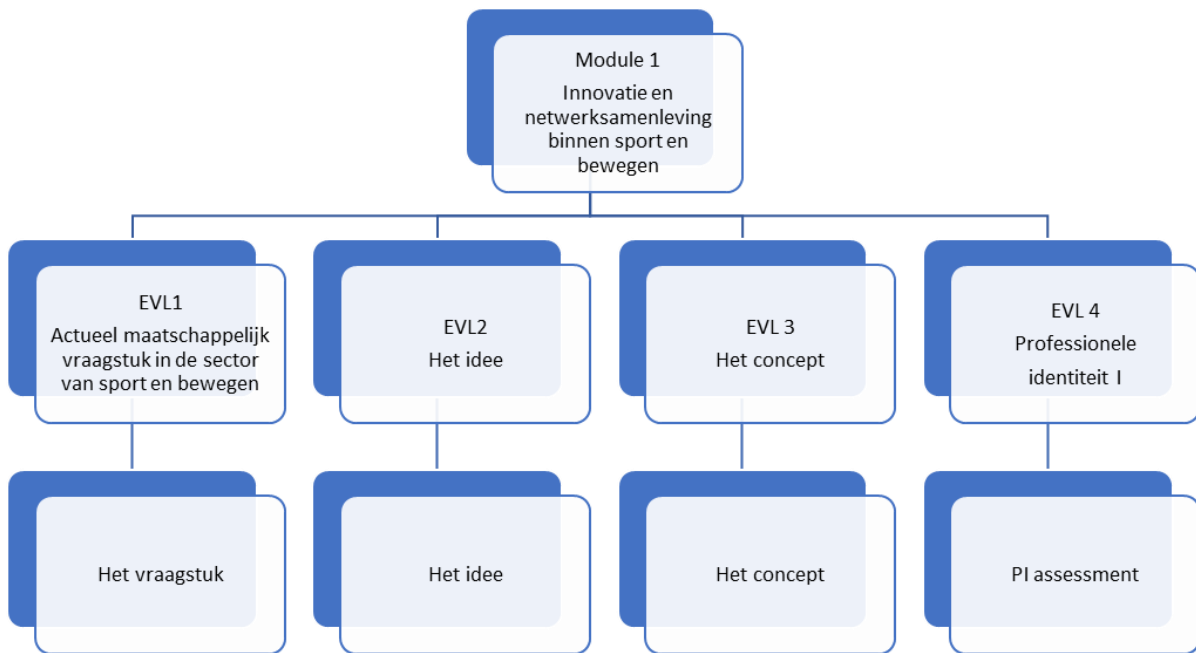 Module 1
Innovatie en
netwerksamenleving
binnen sport en
bewegen
EVL1
Actueel maatschappelijk
vraagstuk in de sector
van sport en bewegen
EVL2
Het idee
EVL 3
Het concept
EVL 4
Professionele
identiteit I
Het vraagstuk
Het idee
Het concept
PI assessment